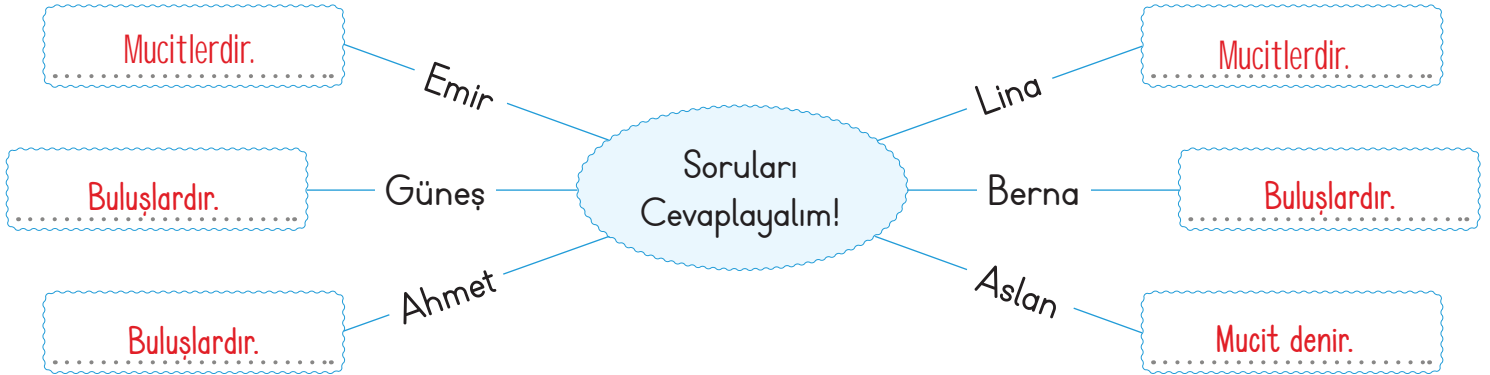 Mucitlerdir.
Emir
Lina
Mucitlerdir.
Buluşlardır.
Güneş
Soruları
Cevaplayalım!
Berna
Buluşlardır.
Ahmet
Buluşlardır.
Aslan
Mucit denir.